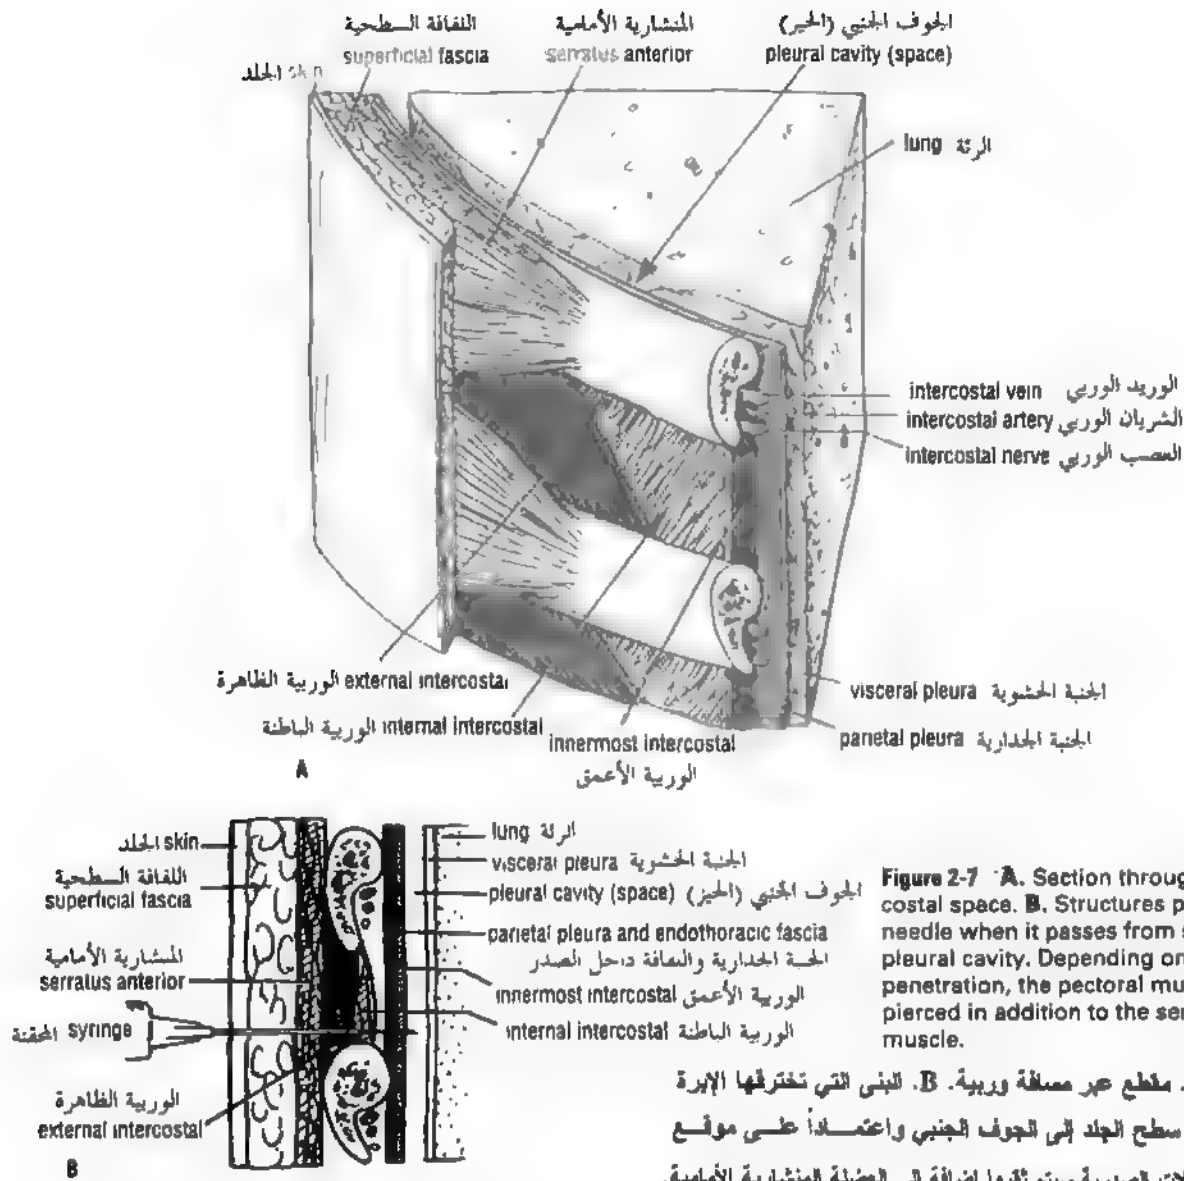 اللفافة السطحية
superficial fascia
المنشارية الأمامية
serratus anterior
الجوف الجنبي (الحيز)
pleural cavity (space)
الجلد skin
lung الرئة
intercostal vein الوريد الوربي
intercostal artery الشريان الوربي
intercostal nerve العصب الوربي
الوربية الظاهرة external intercostal
الوربية الباطنة internal intercostal
innermost intercostal
الوربية الأعمق
visceral pleura الجنبة الحشوية
parietal pleura الجنبة الجدارية
A
الجلد skin
اللفافة السطحية
superficial fascia
المنشارية الأمامية
serratus anterior
المحقنة syringe
الوربية الظاهرة
external intercostal
B
lung الرئة
visceral pleura الجنبة الحشوية
pleural cavity (space) الجوف الجنبي (الحيز)
parietal pleura and endothoracic fascia
الجنبة الجدارية واللفافة داخل الصدر
innermost intercostal الوربية الأعمق
internal intercostal الوربية الباطنة
Figure 2-7 A. Section throug
costal space. B. Structures p
needle when it passes from s
pleural cavity. Depending on
penetration, the pectoral mu
pierced in addition to the ser
muscle.
. مقطع عبر مسافة وربية. B. البنى التي تخترقها الإبرة
سطح الجلد إلى الجوف الجنبي واعتماداً على موقع
الصدرية إضافة إلى العضلة المنشارية الأمامية